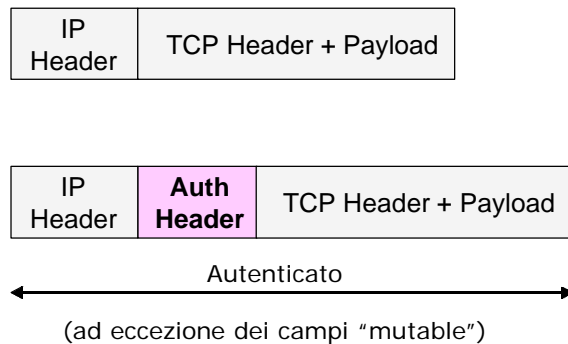 IP
Header
TCP Header + Payload
IP
Header
Auth
Header
TCP Header + Payload
Autenticato
(ad eccezione dei campi “mutable”)